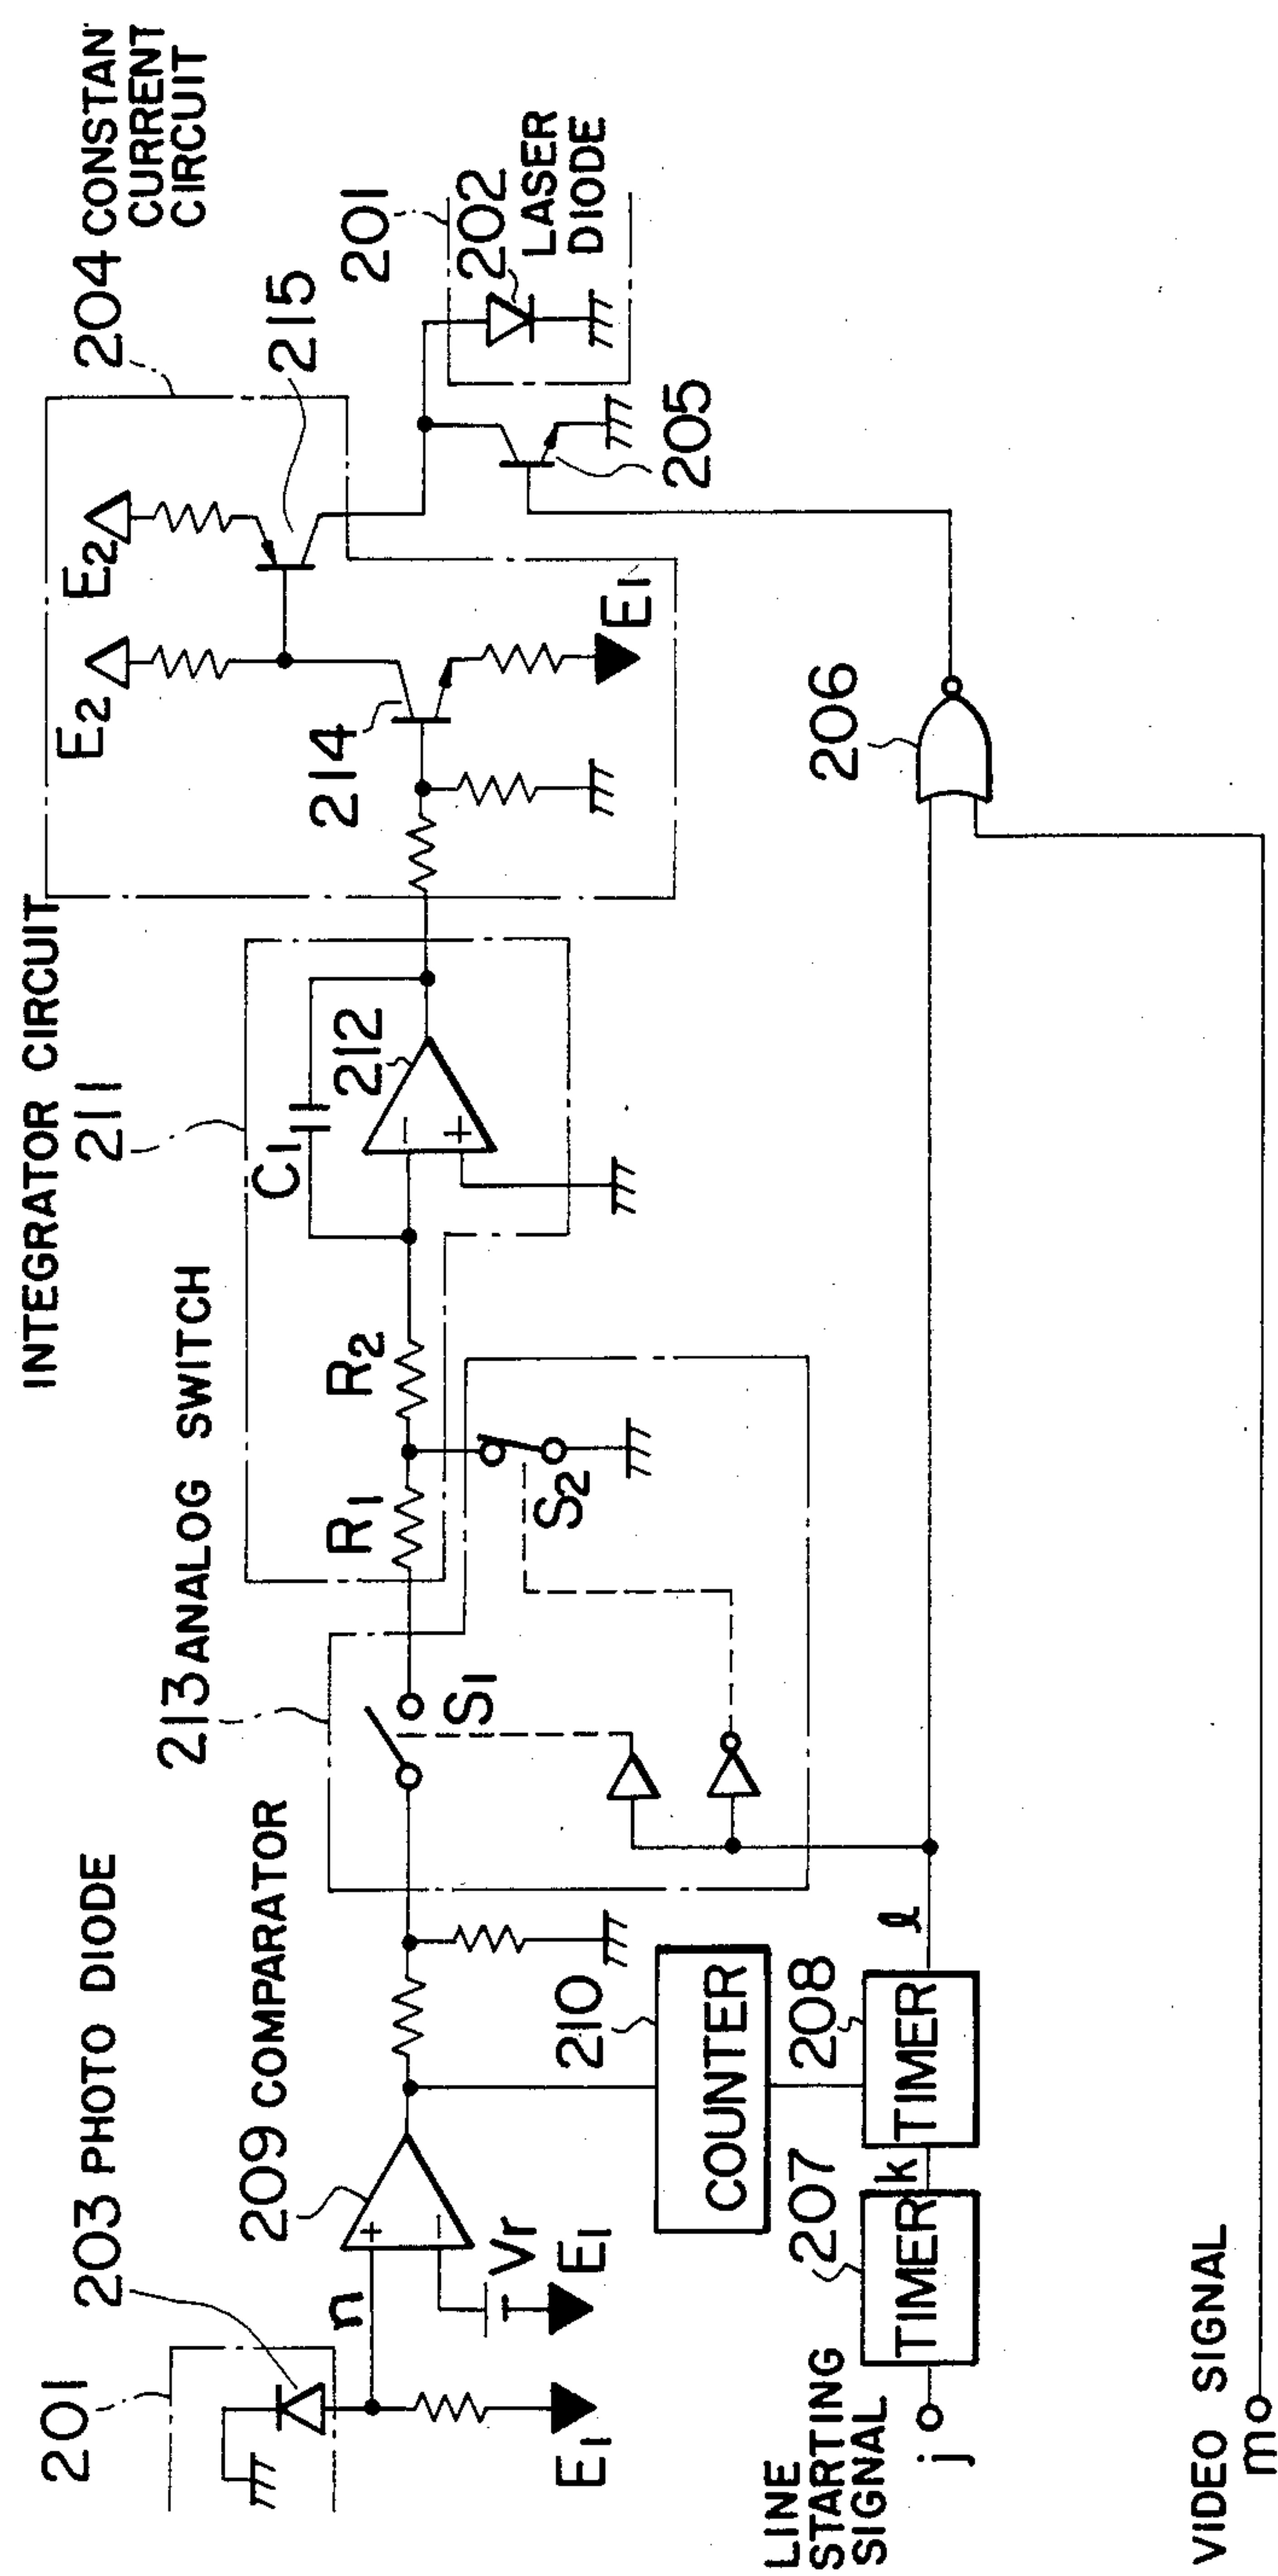 201
203 PHOTO DIODE
n
E1
Vr
E1
209 COMPARATOR
213 ANALOG SWITCH
S1
S2
INTEGRATOR CIRCUIT
211
R1
R2
C1
212
−
+
+
−
204 CONSTAN
CURRENT
CIRCUIT
E2
E2
214
215
E1
201
202
LASER
DIODE
205
206
210
COUNTER
207
TIMER
k
208
TIMER
l
LINE
STARTING
SIGNAL
j
VIDEO SIGNAL
m